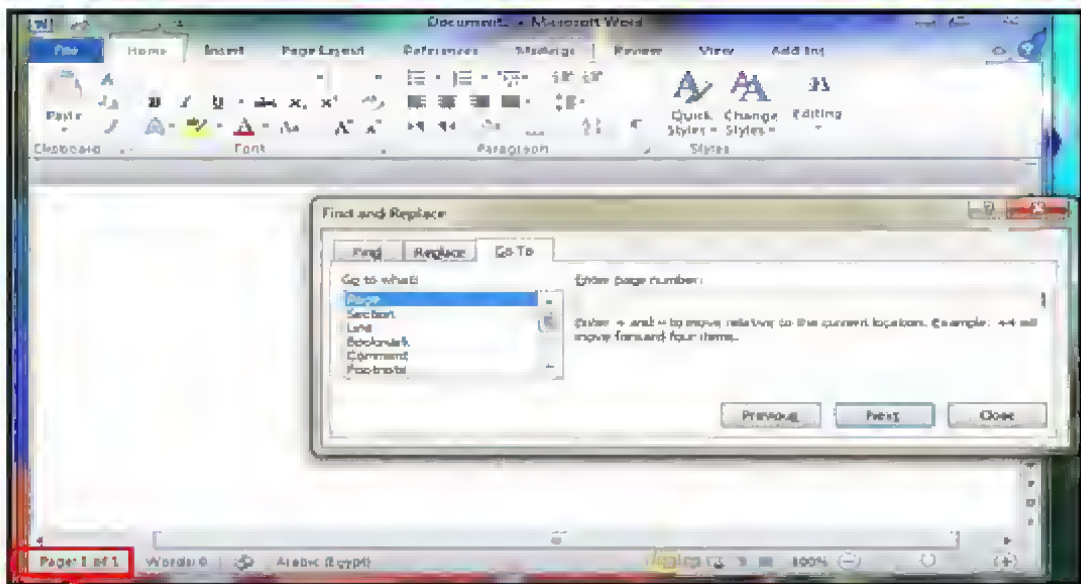 Document1 - Microsoft Word
File Home Insert Page Layout References Mailings Review View Add Ins
Paste
Quick Styles
Change Styles
Editing
Clipboard Font Paragraph Styles
Find and Replace
Find Replace Go To
Go to what:
Enter page number:
Page
Section
Line
Bookmark
Comment
Footnote
Enter + and – to move relative to the current location. Example: +4 will move forward four items.
Previous Next Close
Page: 1 of 1 Words: 0 Arabic (Egypt) 100%